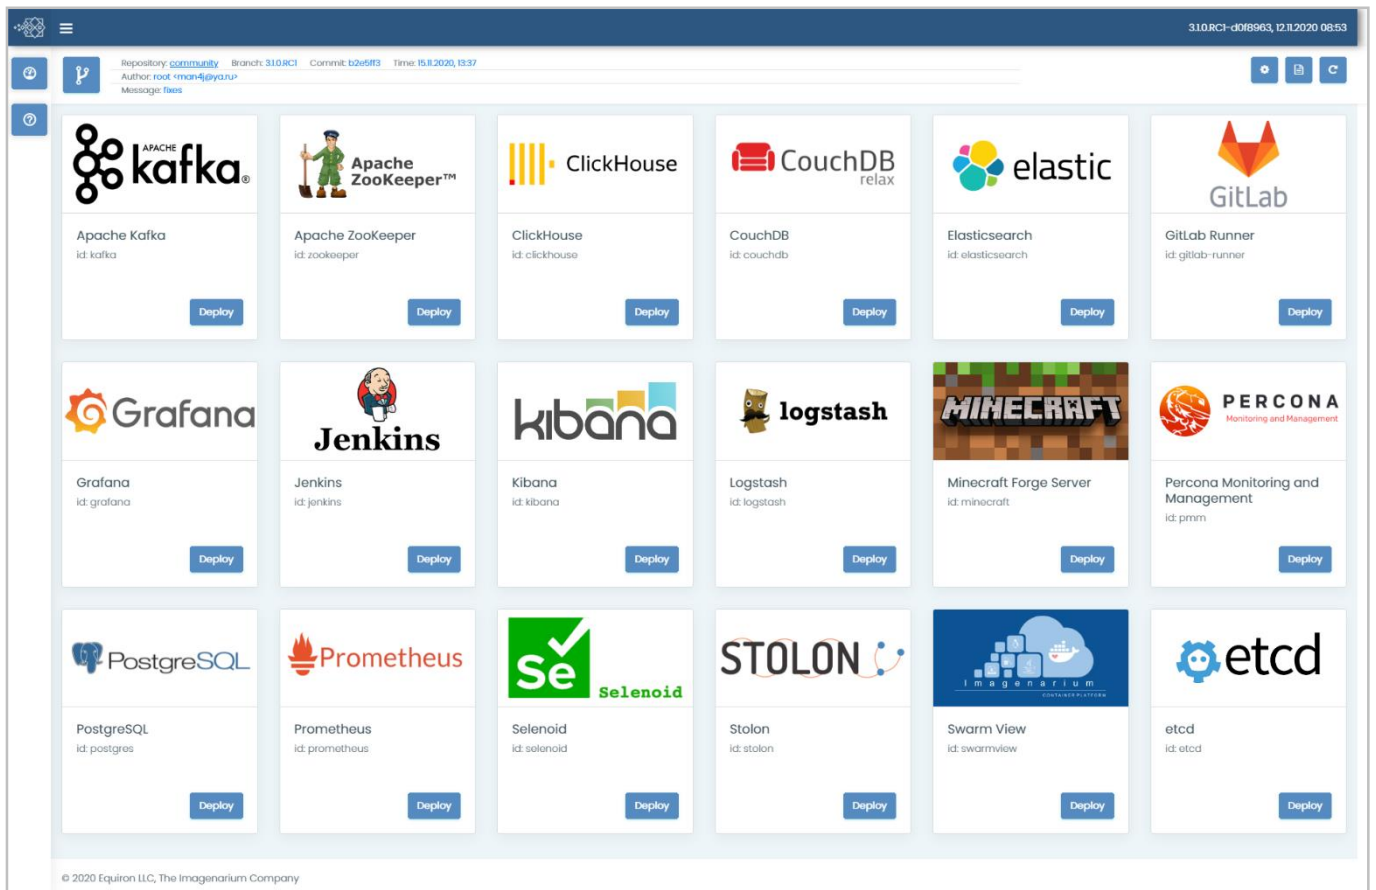 3.1.0.RC1-d0f8963, 12.11.2020 08:53
Repository: community Branch: 3.1.0.RC1 Commit: b2e5ff3 Time: 15.11.2020, 13:37
Author: root <man4j@ya.ru>
Message: fixes
APACHE
kafka®
Apache
ZooKeeper™
ClickHouse
CouchDB
relax
elastic
GitLab
Apache Kafka
id: kafka
Deploy
Apache ZooKeeper
id: zookeeper
Deploy
ClickHouse
id: clickhouse
Deploy
CouchDB
id: couchdb
Deploy
Elasticsearch
id: elasticsearch
Deploy
GitLab Runner
id: gitlab-runner
Deploy
Grafana
Jenkins
kibana
logstash
MINECRAFT
PERCONA
Monitoring and Management
Grafana
id: grafana
Deploy
Jenkins
id: jenkins
Deploy
Kibana
id: kibana
Deploy
Logstash
id: logstash
Deploy
Minecraft Forge Server
id: minecraft
Deploy
Percona Monitoring and
Management
id: pmm
Deploy
PostgreSQL
Prometheus
Se
Selenoid
STOLON
Imagenarium
CONTAINER PLATFORM
etcd
PostgreSQL
id: postgres
Deploy
Prometheus
id: prometheus
Deploy
Selenoid
id: selenoid
Deploy
Stolon
id: stolon
Deploy
Swarm View
id: swarmview
Deploy
etcd
id: etcd
Deploy
© 2020 Equiron LLC, The Imagenarium Company